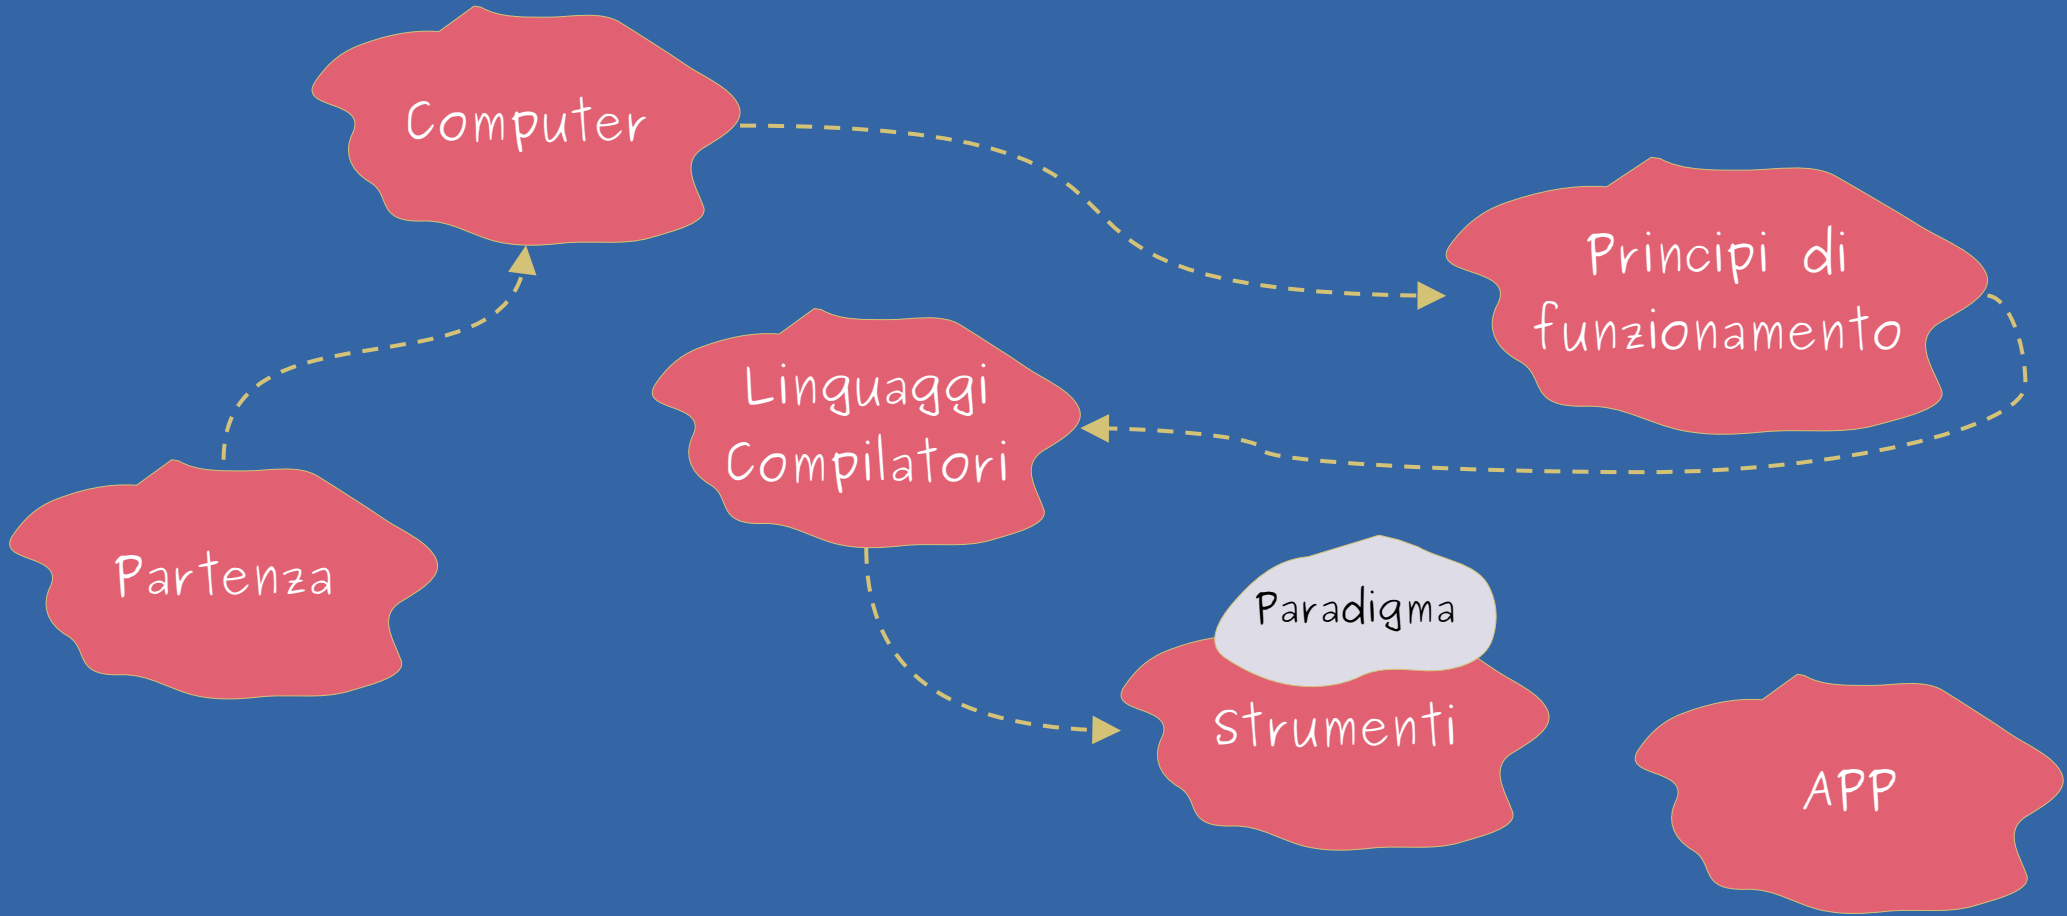 Computer
Principi di
funzionamento
Linguaggi
Compilatori
Partenza
Paradigma
Strumenti
APP